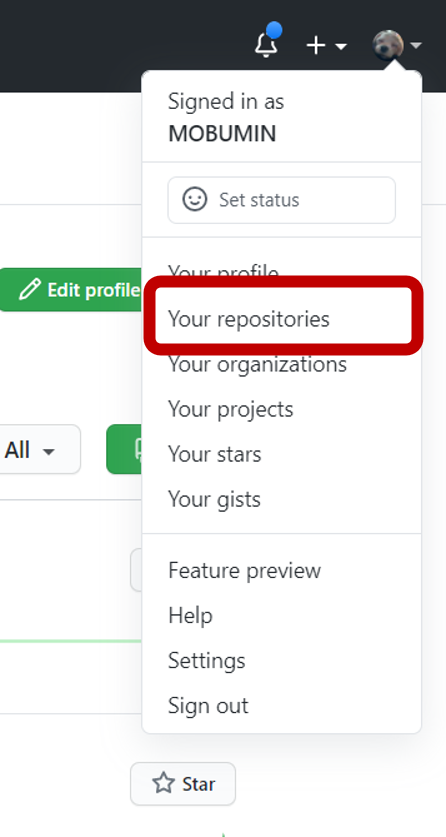 Signed in as
MOBUMIN
Set status
Edit profile
Your profile
Your repositories
Your organizations
All
Your projects
Your stars
Your gists
Feature preview
Help
Settings
Sign out
Star